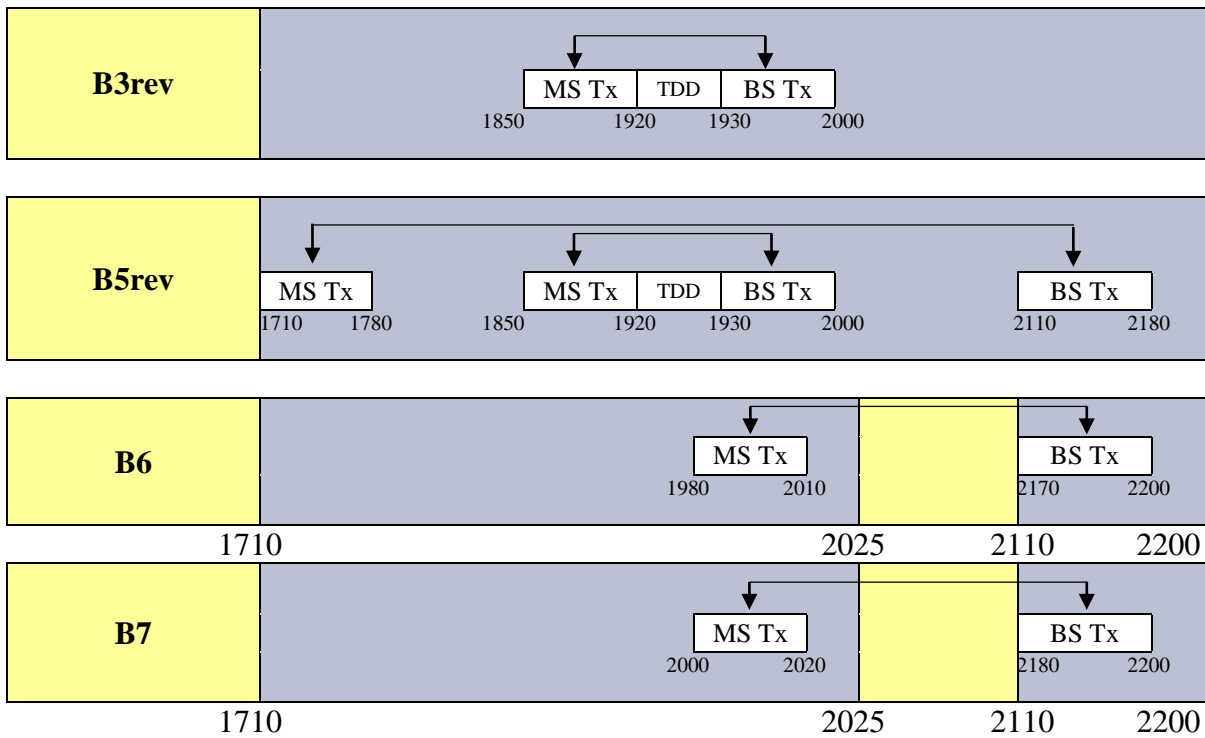 B3rev
MS Tx TDD BS Tx
1850 1920 1930 2000
B5rev
MS Tx MS Tx TDD BS Tx BS Tx
1710 1780 1850 1920 1930 2000 2110 2180
B6
MS Tx BS Tx
1980 2010 2170 2200
1710 2025 2110 2200
B7
MS Tx BS Tx
2000 2020 2180 2200
1710 2025 2110 2200